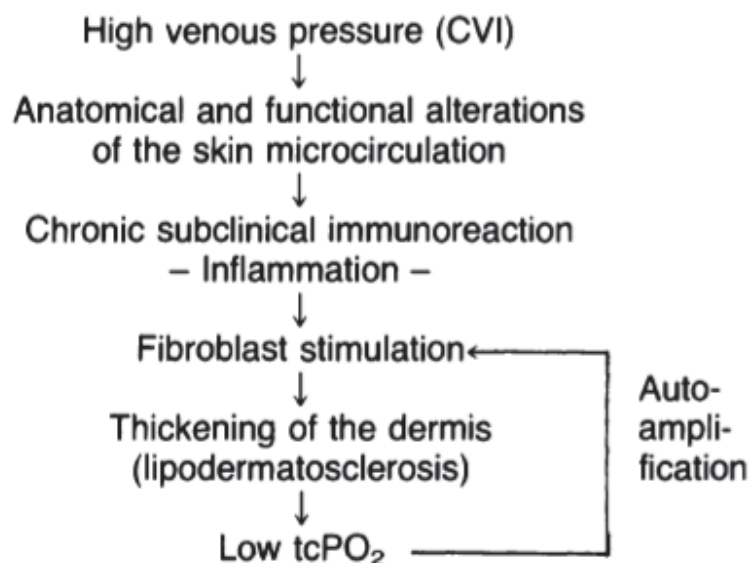 High venous pressure (CVI)
Anatomical and functional alterations
of the skin microcirculation
Chronic subclinical immunoreaction
– Inflammation –
Fibroblast stimulation
Thickening of the dermis
(lipodermatosclerosis)
Low tcPO₂
Auto-
ampli-
fication